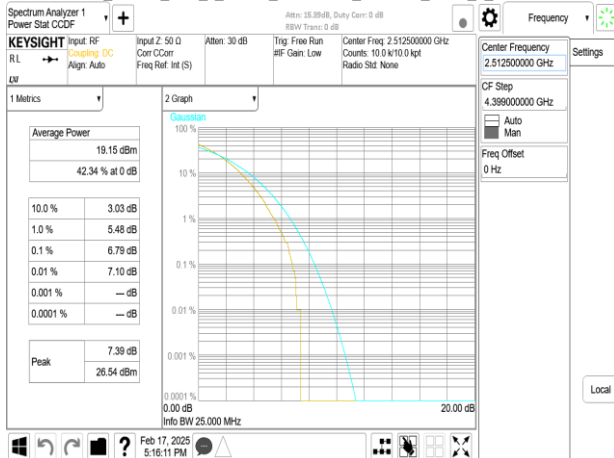 Spectrum Analyzer 1
Power Stat CCDF
+
Attn: 15.39dB, Duty Corr: 0 dB
RBW Trans: 0 dB
Frequency
KEYSIGHT
RL
LXI
Input: RF
Coupling: DC
Align: Auto
Input Z: 50 Ω
Corr CCorr
Freq Ref: Int (S)
Atten: 30 dB
Trig: Free Run
#IF Gain: Low
Center Freq: 2.512500000 GHz
Counts: 10.0 k/10.0 kpt
Radio Std: None
Center Frequency
2.512500000 GHz
Settings
CF Step
4.399000000 GHz
Auto
Man
Freq Offset
0 Hz
Local
1 Metrics
Average Power
19.15 dBm
42.34 % at 0 dB
10.0 % 3.03 dB
1.0 % 5.48 dB
0.1 % 6.79 dB
0.01 % 7.10 dB
0.001 % --- dB
0.0001 % --- dB
Peak
7.39 dB
26.54 dBm
2 Graph
Gaussian
100 %
10 %
1 %
0.1 %
0.01 %
0.001 %
0.0001 %
0.00 dB 20.00 dB
Info BW 25.000 MHz
?
Feb 17, 2025
5:16:11 PM